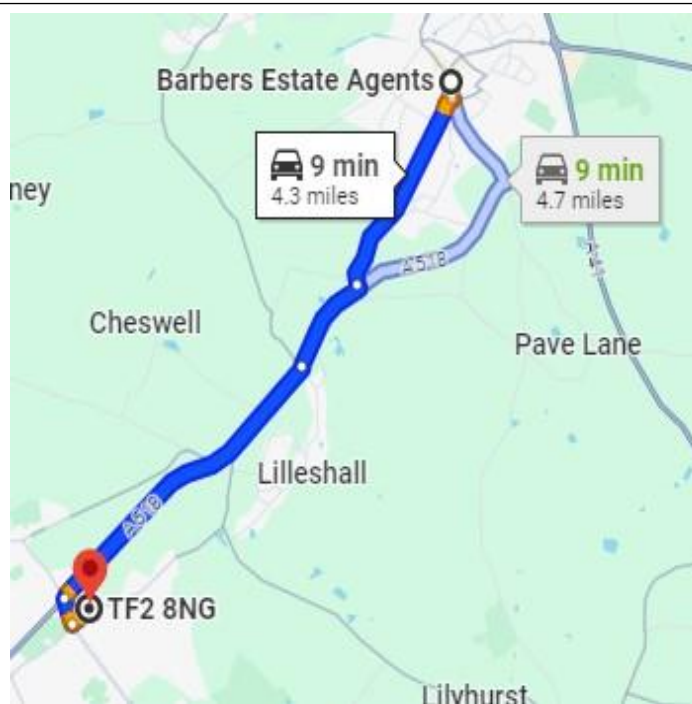 Barbers Estate Agents
9 min
4.3 miles
9 min
4.7 miles
ney
A518
A41
Cheswell
Pave Lane
Lilleshall
A518
TF2 8NG
Lilyhurst